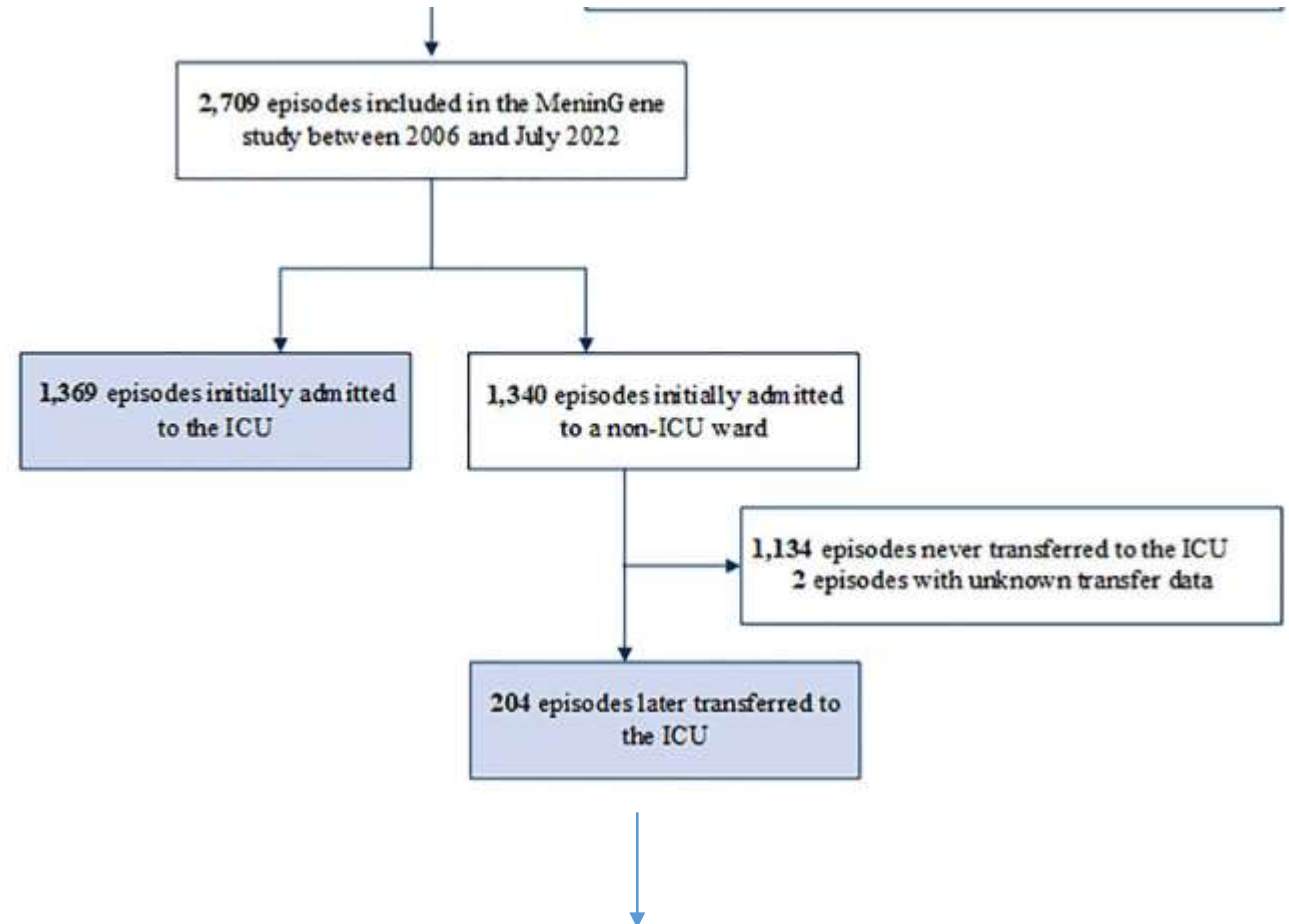 2,709 episodes included in the MeninGene
study between 2006 and July 2022
1,369 episodes initially admitted
to the ICU
1,340 episodes initially admitted
to a non-ICU ward
1,134 episodes never transferred to the ICU
2 episodes with unknown transfer data
204 episodes later transferred to
the ICU